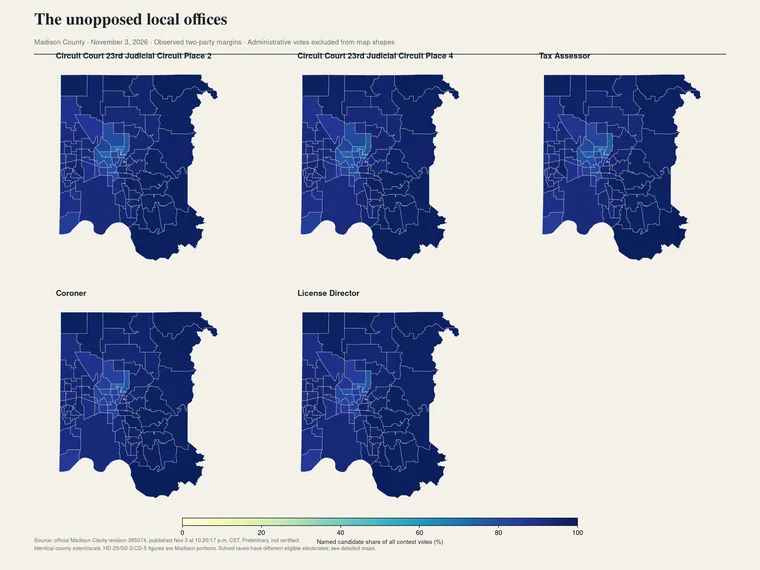 The unopposed local offices
Madison County · November 3, 2026 · Observed two-party margins · Administrative votes excluded from map shapes
Circuit Court 23rd Judicial Circuit Place 2
Circuit Court 23rd Judicial Circuit Place 4
Tax Assessor
Coroner
License Director
0 20 40 60 80 100
Named candidate share of all contest votes (%)
Source: official Madison Clarity revision 385074, published Nov 3 at 10:20:17 p.m. CST. Preliminary, not certified.
Identical county extent/scale. HD-25/SD-2/CD-5 figures are Madison portions. School races have different eligible electorates; see detailed maps.